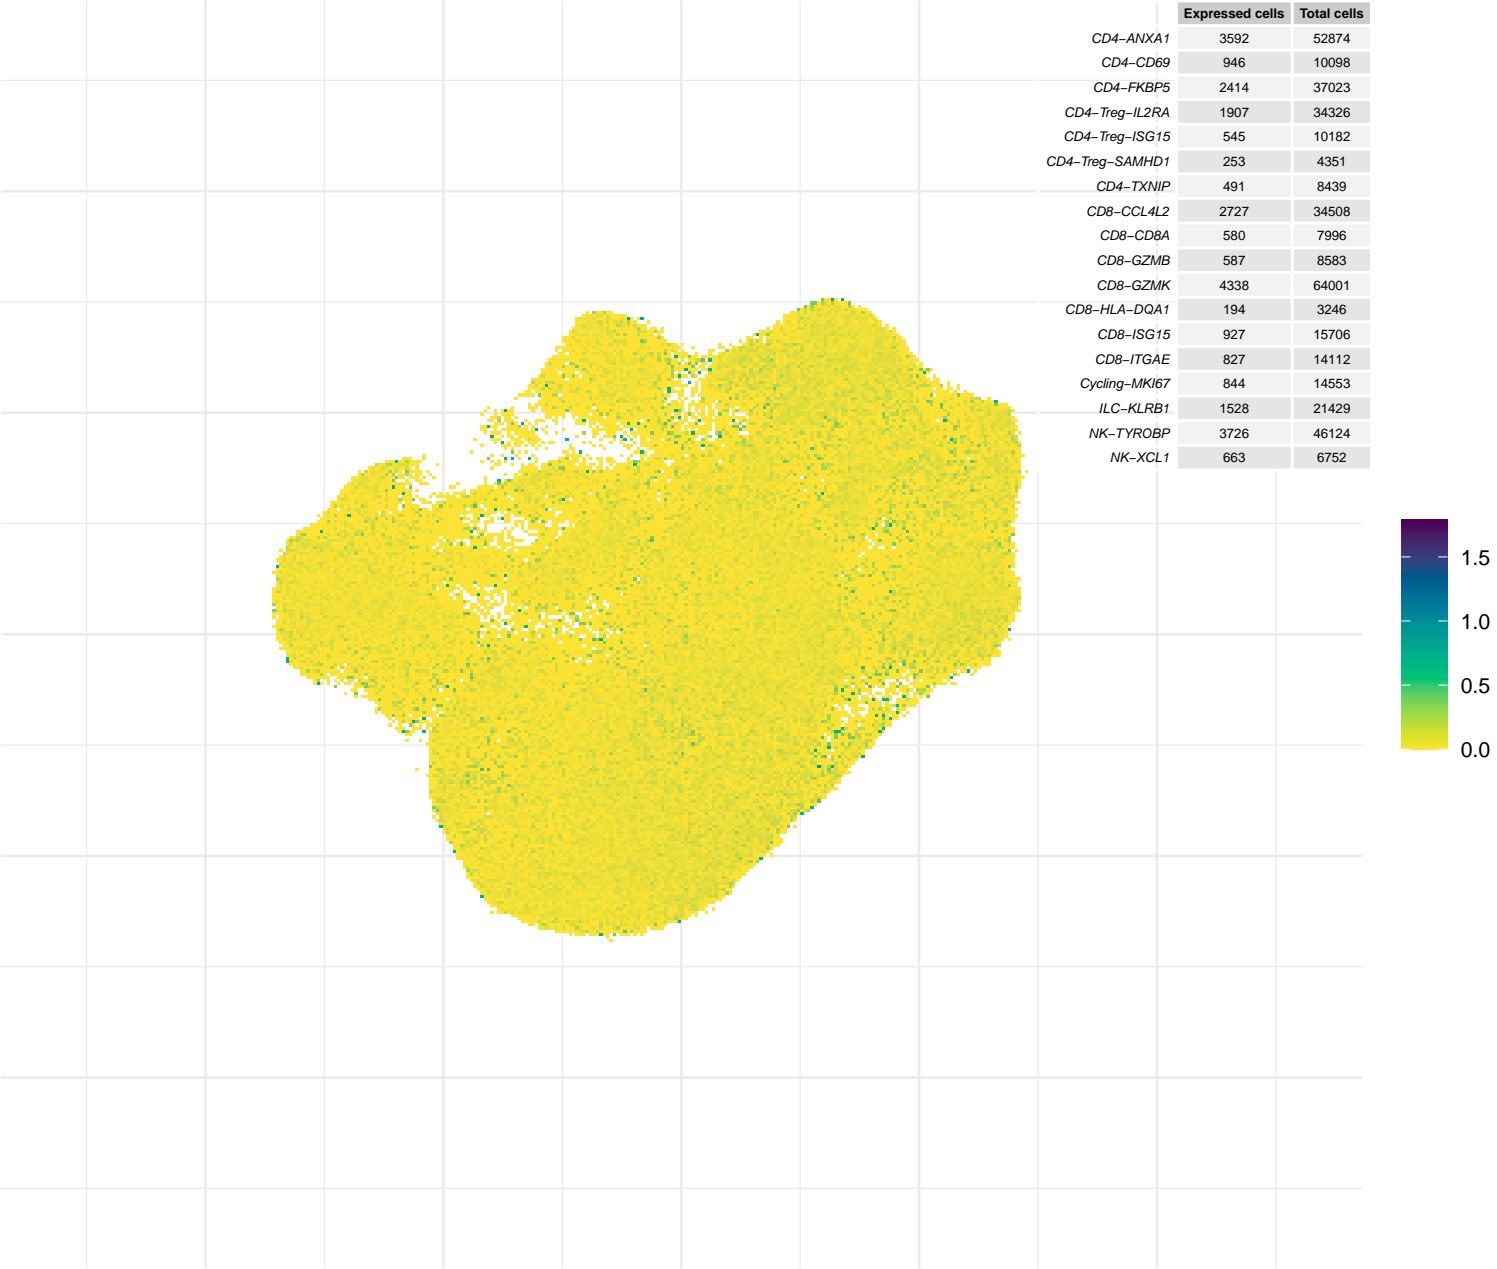 Expressed cells Total cells
CD4−ANXA1 3592 52874
CD4−CD69 946 10098
CD4−FKBP5 2414 37023
CD4−Treg−IL2RA 1907 34326
CD4−Treg−ISG15 545 10182
CD4−Treg−SAMHD1 253 4351
CD4−TXNIP 491 8439
CD8−CCL4L2 2727 34508
CD8−CD8A 580 7996
CD8−GZMB 587 8583
CD8−GZMK 4338 64001
CD8−HLA−DQA1 194 3246
CD8−ISG15 927 15706
CD8−ITGAE 827 14112
Cycling−MKI67 844 14553
ILC−KLRB1 1528 21429
NK−TYROBP 3726 46124
NK−XCL1 663 6752
1.5
1.0
0.5
0.0